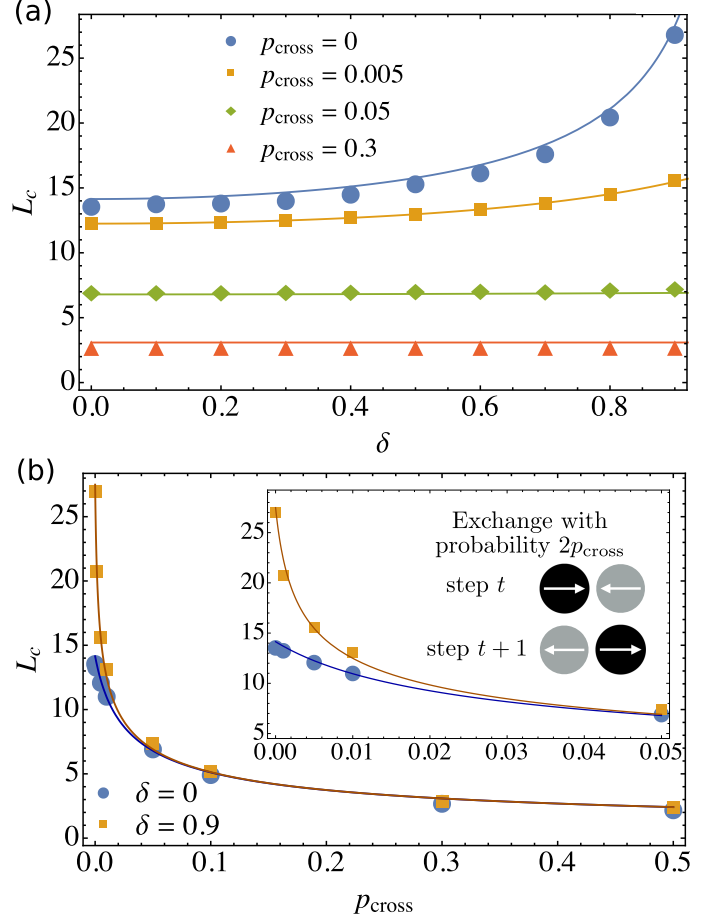 (a)
p_cross = 0
p_cross = 0.005
p_cross = 0.05
p_cross = 0.3
L_c
25
20
15
10
5
0
0.0 0.2 0.4 0.6 0.8
δ
(b)
L_c
25
20
15
10
5
0
25
20
15
10
5
0.00 0.01 0.02 0.03 0.04 0.05
Exchange with
probability 2p_cross
step t
step t + 1
δ = 0
δ = 0.9
0.0 0.1 0.2 0.3 0.4 0.5
p_cross